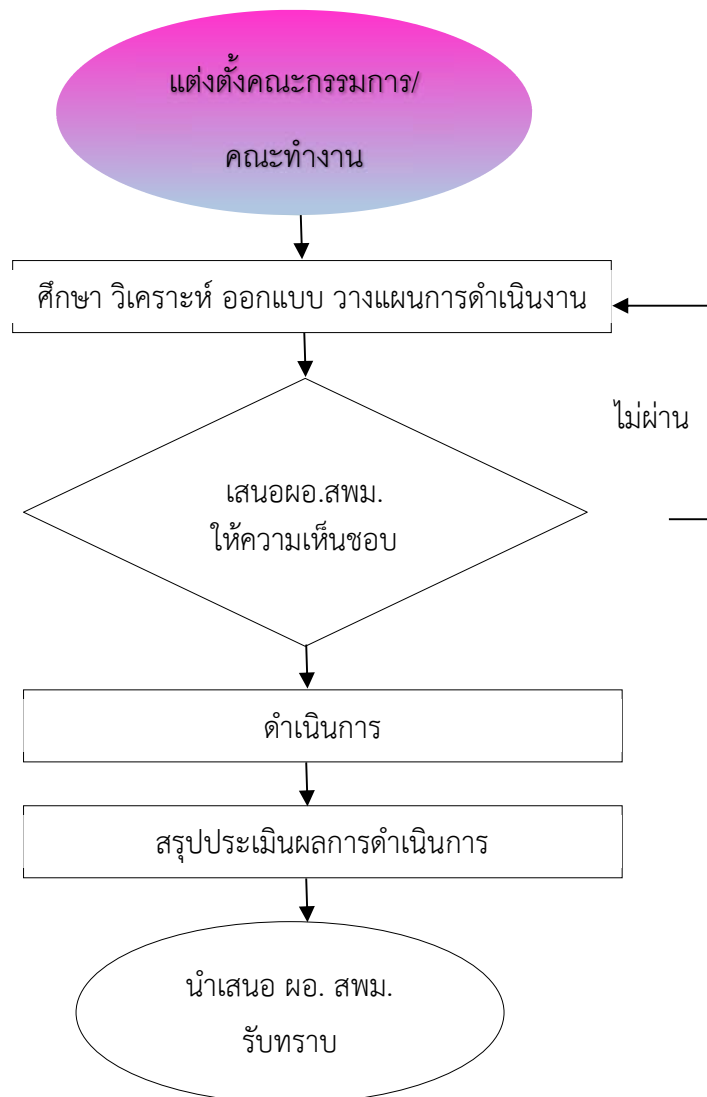 แต่งตั้งคณะกรรมการ/
คณะทำงาน
ศึกษา วิเคราะห์ ออกแบบ วางแผนการดำเนินงาน
ไม่ผ่าน
เสนอผอ.สพม.
ให้ความเห็นชอบ
ดำเนินการ
สรุปประเมินผลการดำเนินการ
นำเสนอ ผอ. สพม.
รับทราบ